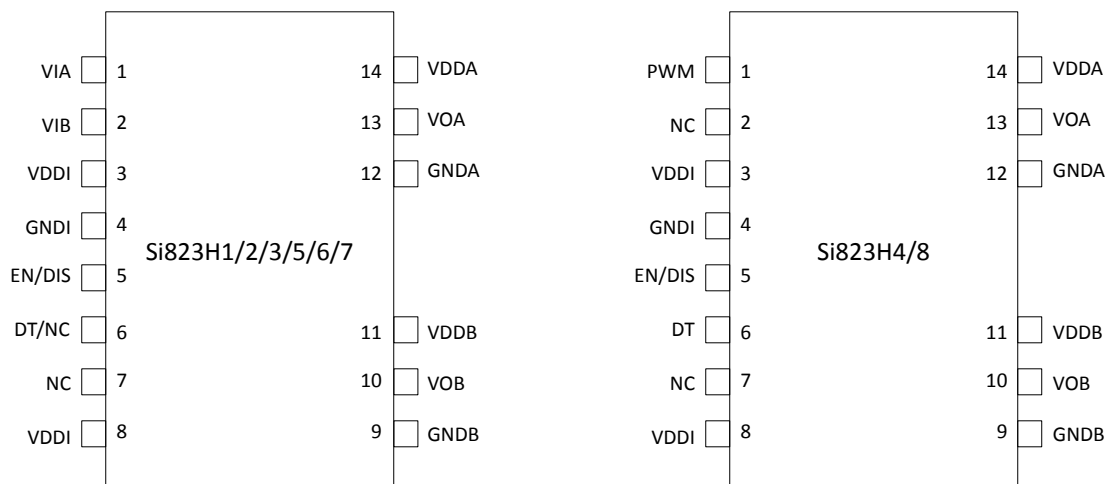 VIA 1 14 VDDA
VIB 2 13 VOA
VDDI 3 12 GNDA
GNDI 4
Si823H1/2/3/5/6/7
EN/DIS 5
DT/NC 6 11 VDDB
NC 7 10 VOB
VDDI 8 9 GNDB
PWM 1 14 VDDA
NC 2 13 VOA
VDDI 3 12 GNDA
GNDI 4
Si823H4/8
EN/DIS 5
DT 6 11 VDDB
NC 7 10 VOB
VDDI 8 9 GNDB